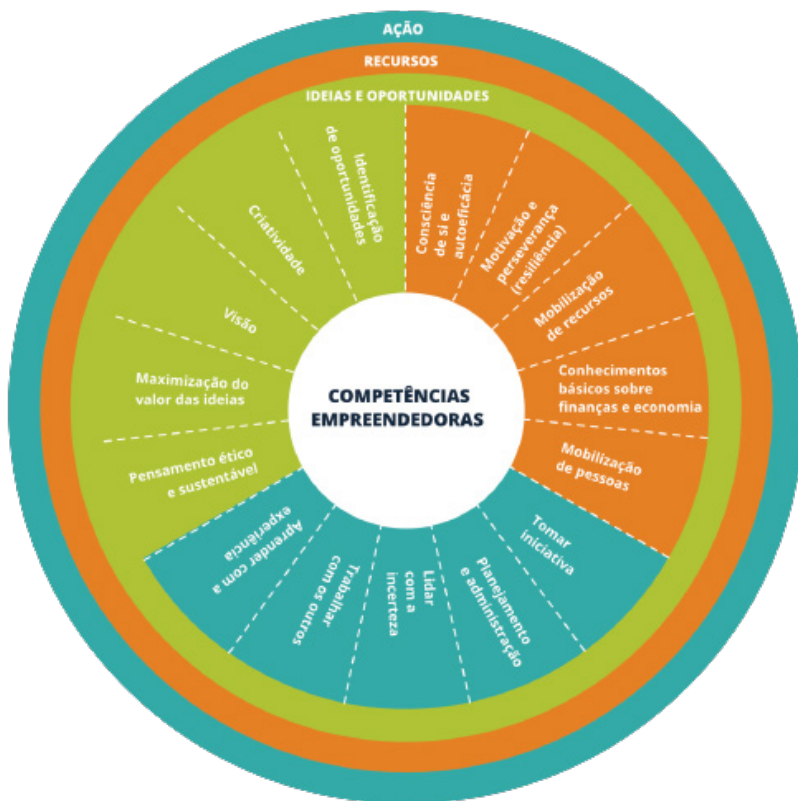 AÇÃO
RECURSOS
IDEIAS E OPORTUNIDADES
Identificação
de oportunidades
Criatividade
Visão
Maximização do
valor das ideias
Pensamento ético
e sustentável
Consciência
de si e
autoeficácia
Motivação e
perseverança
(resiliência)
Mobilização
de recursos
Conhecimentos
básicos sobre
finanças e economia
Mobilização
de pessoas
COMPETÊNCIAS
EMPREENDEDORAS
Tomar
iniciativa
Planejamento
e administração
Lidar
com a
incerteza
Trabalhar
com os outros
Aprender com a
experiência